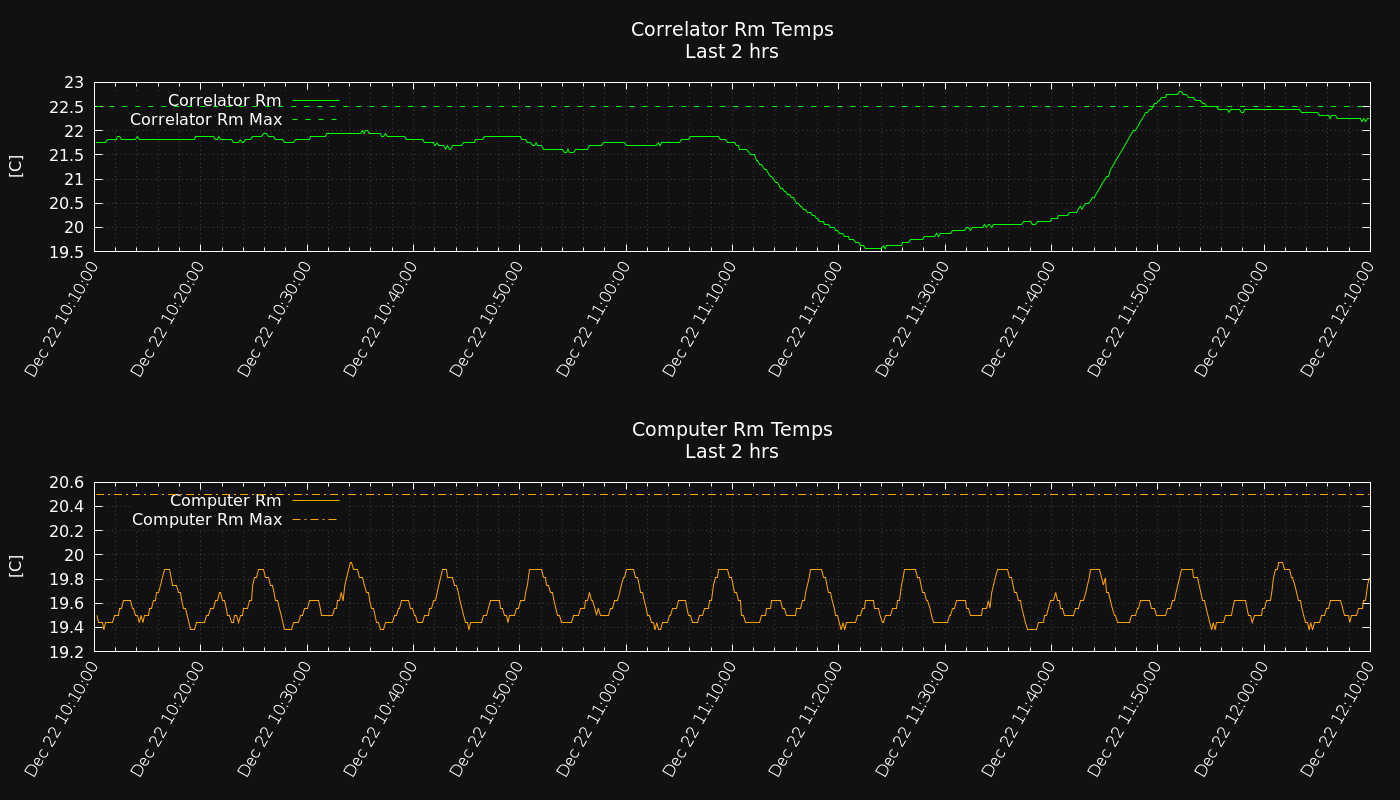 Correlator Rm Temps
Last 2 hrs
23
22.5
22
21.5
21
20.5
20
19.5
[C]
Correlator Rm
Correlator Rm Max
Dec 22 10:10:00
Dec 22 10:20:00
Dec 22 10:30:00
Dec 22 10:40:00
Dec 22 10:50:00
Dec 22 11:00:00
Dec 22 11:10:00
Dec 22 11:20:00
Dec 22 11:30:00
Dec 22 11:40:00
Dec 22 11:50:00
Dec 22 12:00:00
Dec 22 12:10:00
Computer Rm Temps
Last 2 hrs
20.6
20.4
20.2
20
19.8
19.6
19.4
19.2
[C]
Computer Rm
Computer Rm Max
Dec 22 10:10:00
Dec 22 10:20:00
Dec 22 10:30:00
Dec 22 10:40:00
Dec 22 10:50:00
Dec 22 11:00:00
Dec 22 11:10:00
Dec 22 11:20:00
Dec 22 11:30:00
Dec 22 11:40:00
Dec 22 11:50:00
Dec 22 12:00:00
Dec 22 12:10:00